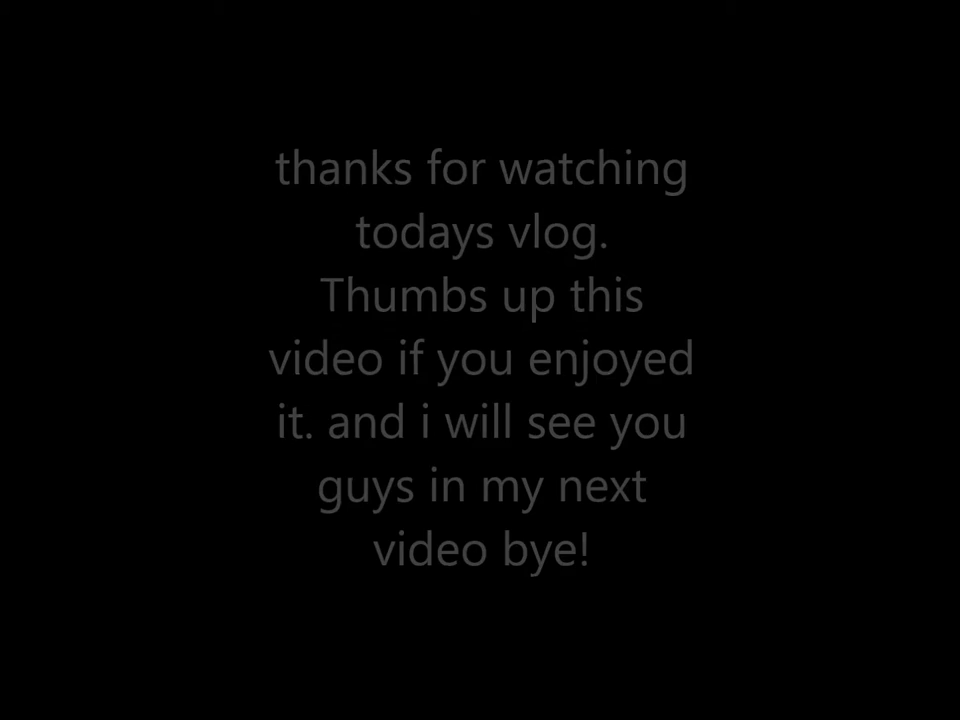 thanks for watching
todays vlog.
Thumbs up this
video if you enjoyed
it. and i will see you
guys in my next
video bye!